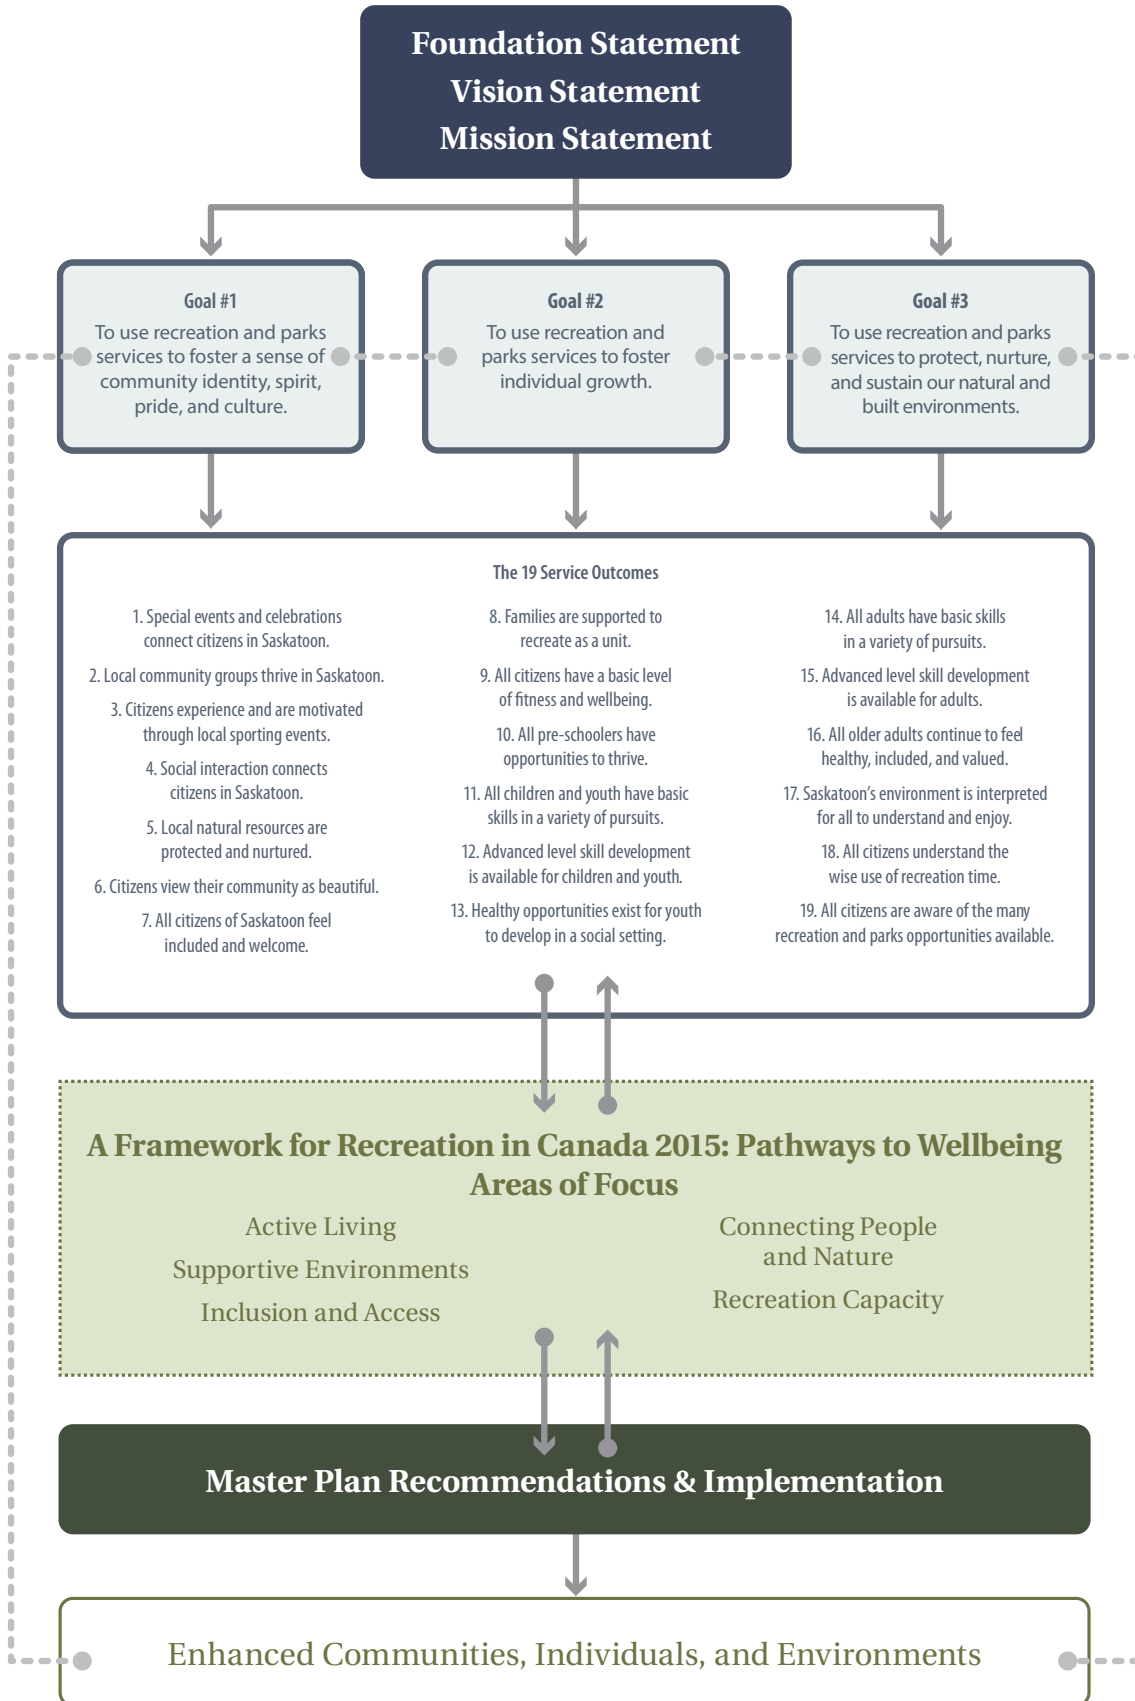 Foundation Statement
Vision Statement
Mission Statement
Goal #1
To use recreation and parks
services to foster a sense of
community identity, spirit,
pride, and culture.
Goal #2
To use recreation and
parks services to foster
individual growth.
Goal #3
To use recreation and parks
services to protect, nurture,
and sustain our natural and
built environments.
The 19 Service Outcomes
1. Special events and celebrations
connect citizens in Saskatoon.
2. Local community groups thrive in Saskatoon.
3. Citizens experience and are motivated
through local sporting events.
4. Social interaction connects
citizens in Saskatoon.
5. Local natural resources are
protected and nurtured.
6. Citizens view their community as beautiful.
7. All citizens of Saskatoon feel
included and welcome.
8. Families are supported to
recreate as a unit.
9. All citizens have a basic level
of fitness and wellbeing.
10. All pre-schoolers have
opportunities to thrive.
11. All children and youth have basic
skills in a variety of pursuits.
12. Advanced level skill development
is available for children and youth.
13. Healthy opportunities exist for youth
to develop in a social setting.
14. All adults have basic skills
in a variety of pursuits.
15. Advanced level skill development
is available for adults.
16. All older adults continue to feel
healthy, included, and valued.
17. Saskatoon’s environment is interpreted
for all to understand and enjoy.
18. All citizens understand the
wise use of recreation time.
19. All citizens are aware of the many
recreation and parks opportunities available.
A Framework for Recreation in Canada 2015: Pathways to Wellbeing
Areas of Focus
Active Living
Supportive Environments
Inclusion and Access
Connecting People
and Nature
Recreation Capacity
Master Plan Recommendations & Implementation
Enhanced Communities, Individuals, and Environments